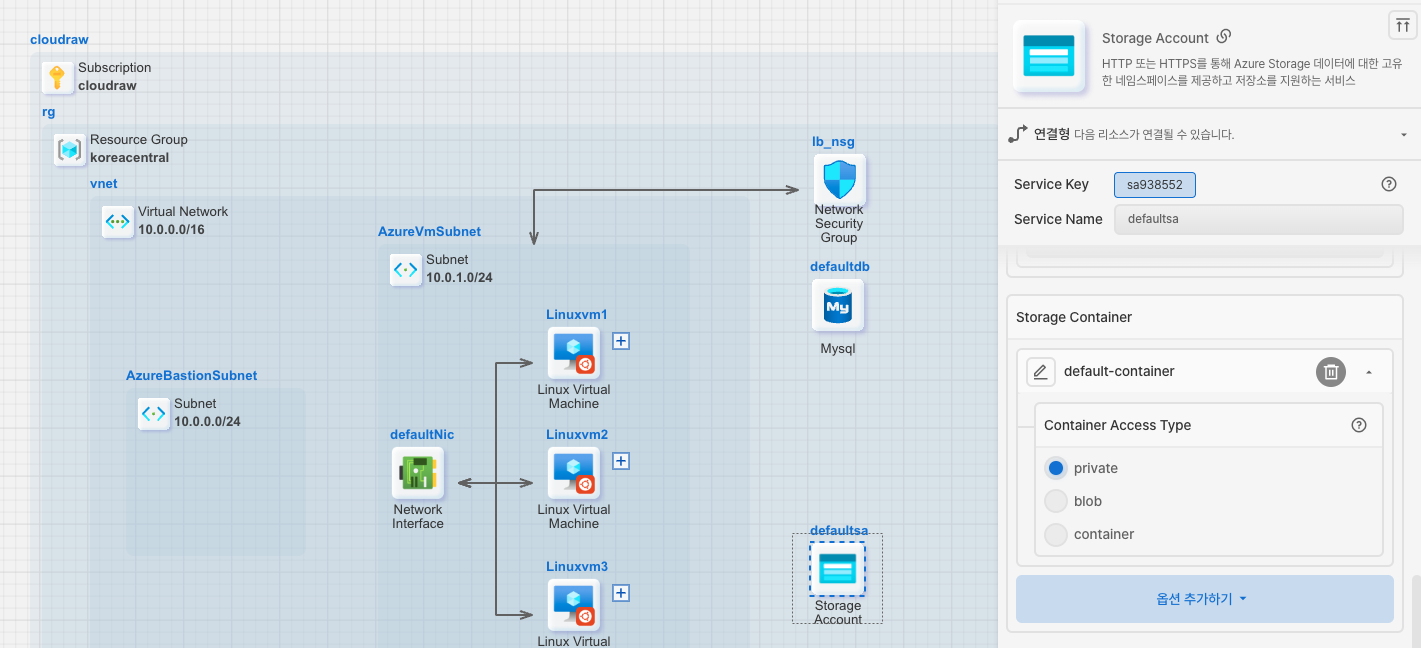 cloudraw
Subscription
cloudraw
rg
Resource Group
koreacentral
vnet
Virtual Network
10.0.0.0/16
AzureBastionSubnet
Subnet
10.0.0.0/24
AzureVmSubnet
Subnet
10.0.1.0/24
defaultNic
Network
Interface
Linuxvm1
Linux Virtual
Machine
Linuxvm2
Linux Virtual
Machine
Linuxvm3
Linux Virtual
lb_nsg
Network
Security
Group
defaultdb
My
Mysql
defaultsa
Storage
Account
Storage Account
HTTP 또는 HTTPS를 통해 Azure Storage 데이터에 대한 고유
한 네임스페이스를 제공하고 저장소를 지원하는 서비스
연결형 다음 리소스가 연결될 수 있습니다.
Service Key sa938552
Service Name defaultsa
Storage Container
default-container
Container Access Type
private
blob
container
옵션 추가하기